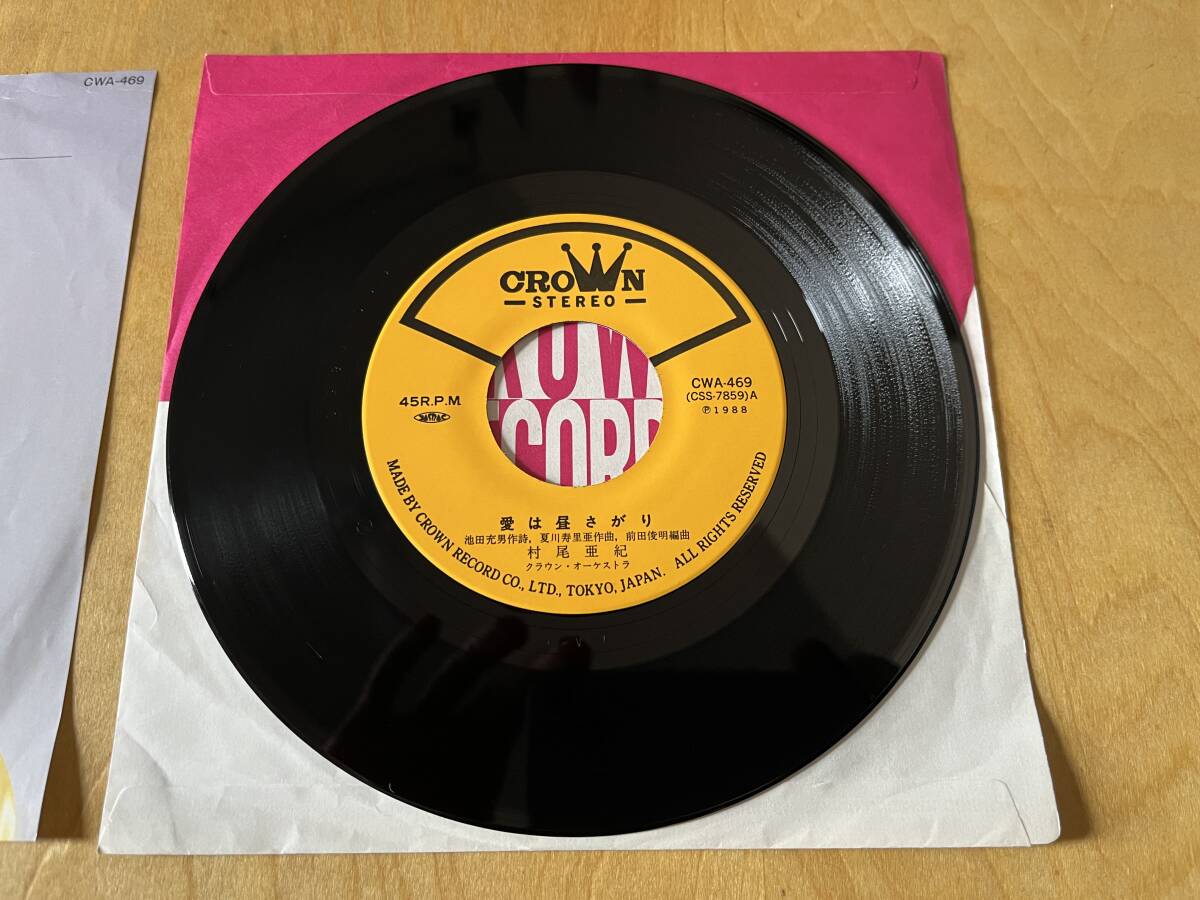 CWA-469
CROWN
STEREO
45R.P.M.
JASRAC
CWA-469
(CSS-7859)A
Ⓟ1988
愛は昼さがり
池田充男作詩, 夏川寿里亜作曲, 前田俊明編曲
村尾亜紀
クラウン・オーケストラ
MADE BY CROWN RECORD CO., LTD., TOKYO, JAPAN. ALL RIGHTS RESERVED